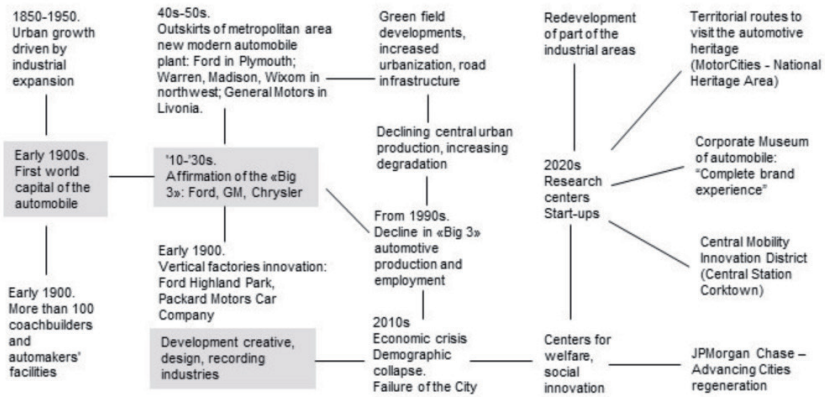 1850-1950.
Urban growth
driven by
industrial
expansion
Early 1900s.
First world
capital of the
automobile
Early 1900.
More than 100
coachbuilders
and
automakers'
facilities
40s-50s.
Outskirts of metropolitan area
new modern automobile
plant: Ford in Plymouth;
Warren, Madison, Wixom in
northwest; General Motors in
Livonia.
'10-'30s.
Affirmation of the «Big
3»: Ford, GM, Chrysler
Early 1900.
Vertical factories innovation:
Ford Highland Park,
Packard Motors Car
Company
Development creative,
design, recording
industries
Green field
developments,
increased
urbanization, road
infrastructure
Declining central urban
production, increasing
degradation
From 1990s.
Decline in «Big 3»
automotive
production and
employment
2010s
Economic crisis
Demographic
collapse.
Failure of the City
Redevelopment
of part of the
industrial areas
2020s
Research
centers
Start-ups
Centers for
welfare,
social
innovation
Territorial routes to
visit the automotive
heritage
(MotorCities - National
Heritage Area)
Corporate Museum
of automobile:
“Complete brand
experience”
Central Mobility
Innovation District
(Central Station
Corktown)
JPMorgan Chase –
Advancing Cities
regeneration